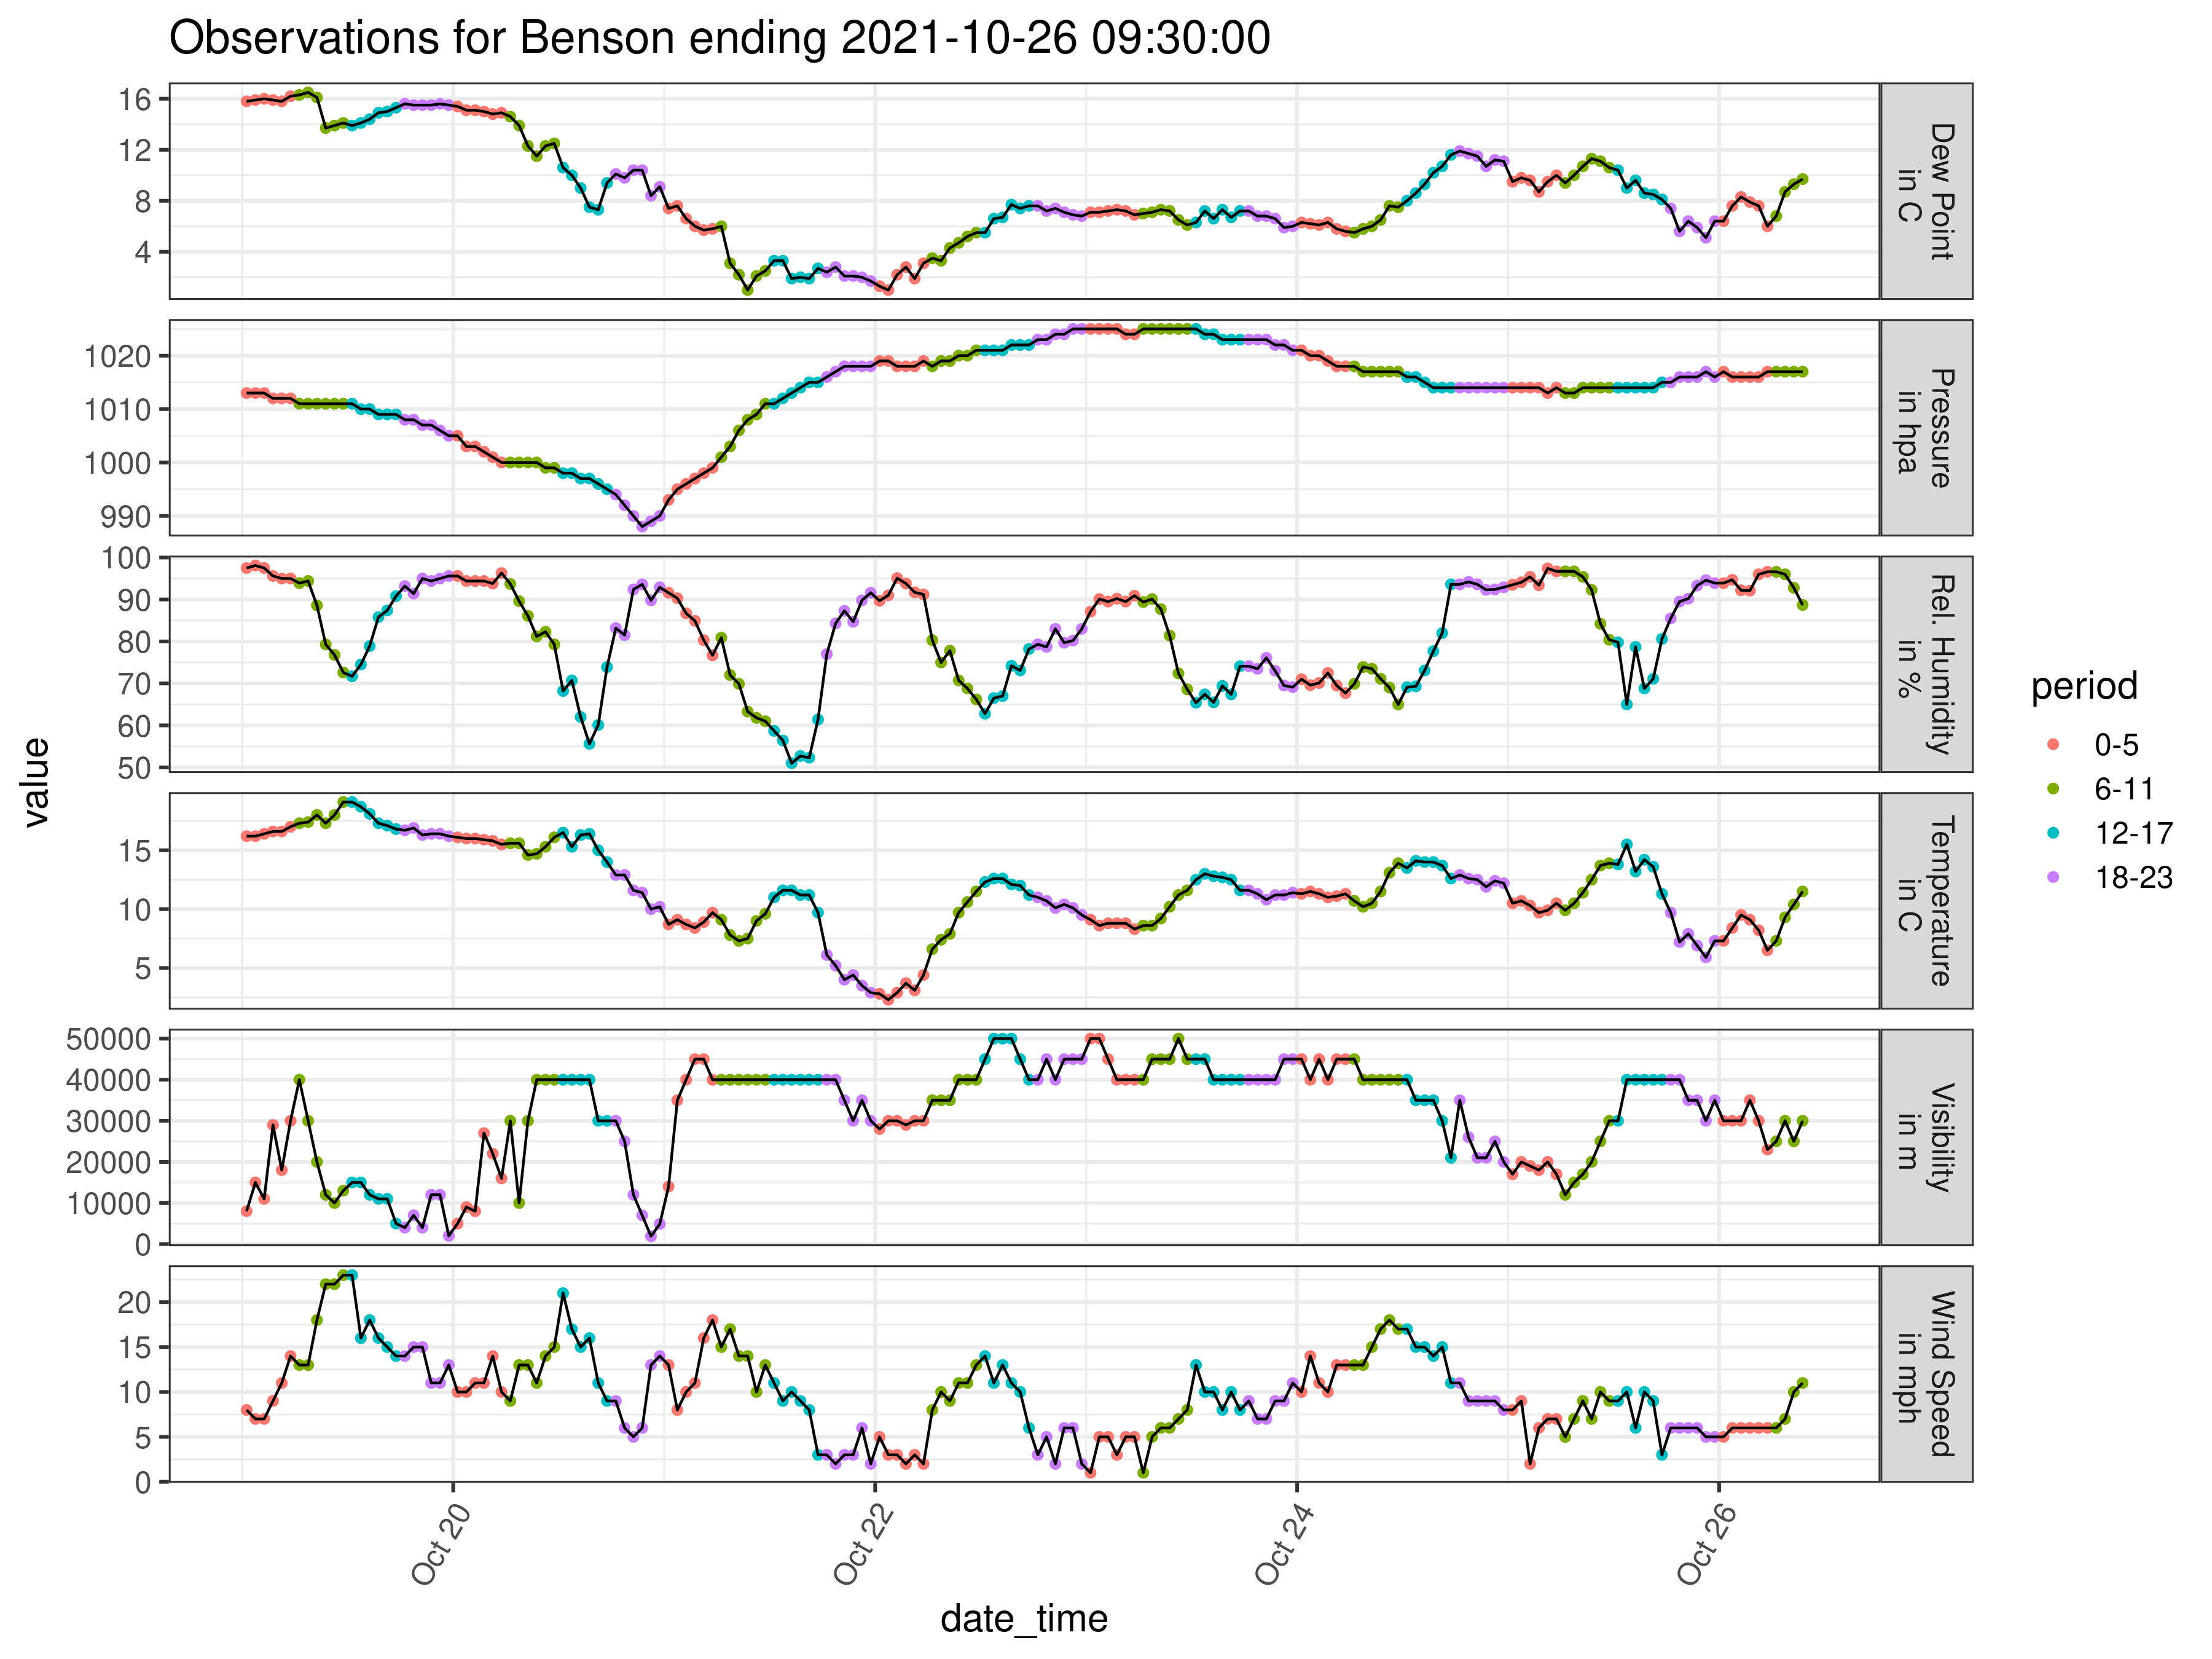 Observations for Benson ending 2021-10-26 09:30:00
16
12
8
4
Dew Point
in C
1020
1010
1000
990
Pressure
in hpa
100
90
80
70
60
50
Rel. Humidity
in %
15
10
5
Temperature
in C
50000
40000
30000
20000
10000
0
Visibility
in m
20
15
10
5
0
Wind Speed
in mph
Oct 20
Oct 22
Oct 24
Oct 26
date_time
value
period
0-5
6-11
12-17
18-23